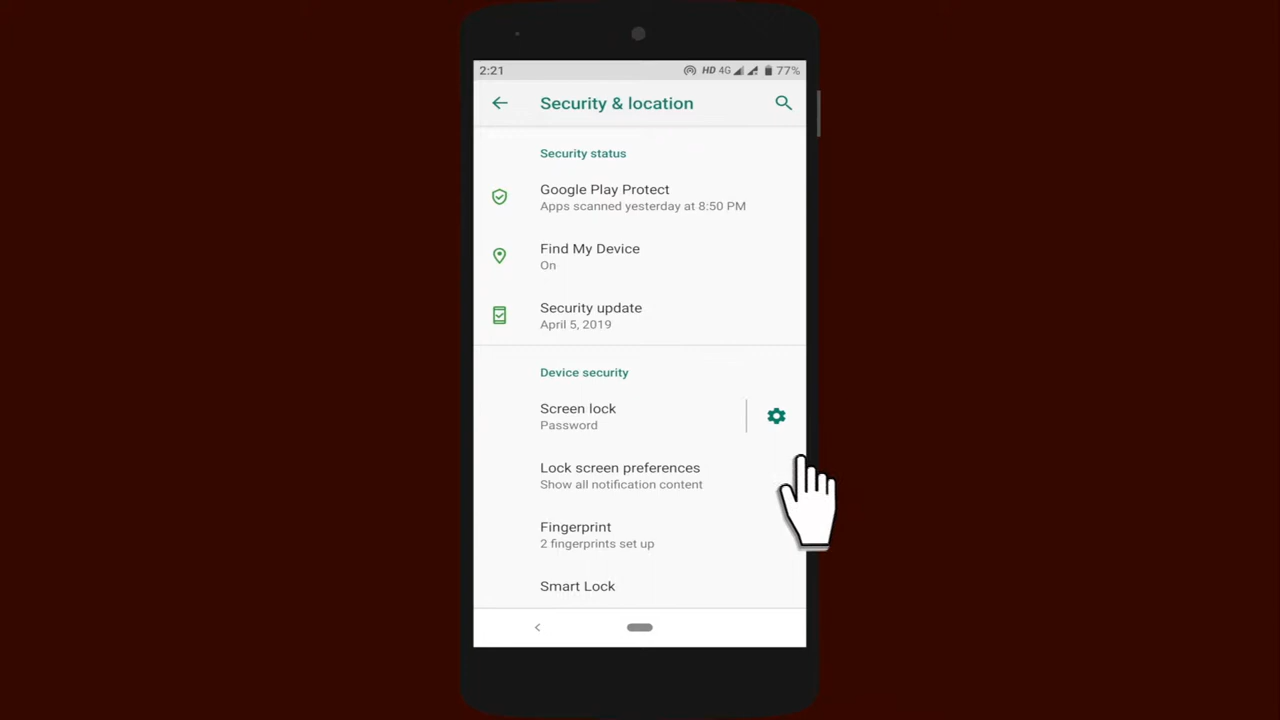 2:21 HD 4G 77%
Security & location
Security status
Google Play Protect
Apps scanned yesterday at 8:50 PM
Find My Device
On
Security update
April 5, 2019
Device security
Screen lock
Password
Lock screen preferences
Show all notification content
Fingerprint
2 fingerprints set up
Smart Lock